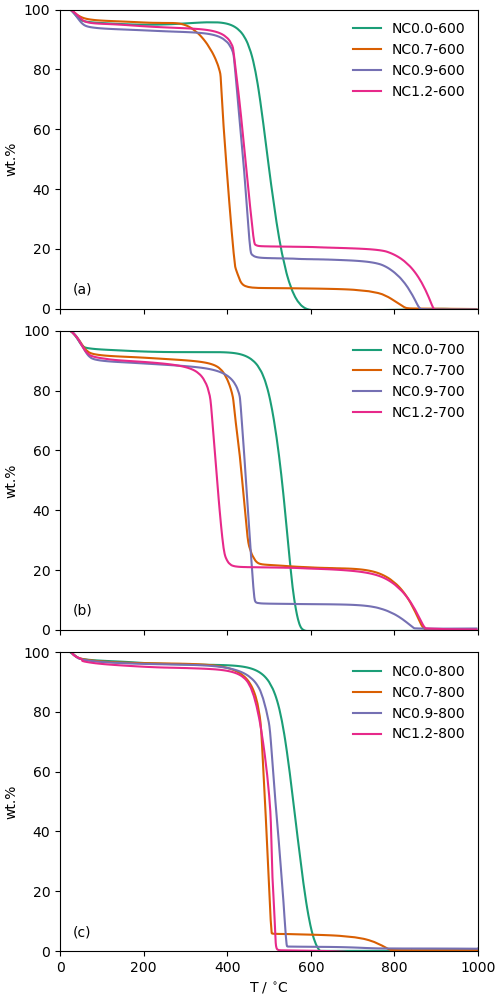 100
NC0.0-600
NC0.7-600
NC0.9-600
NC1.2-600
80
60
wt.%
40
20
(a)
0
100
NC0.0-700
NC0.7-700
NC0.9-700
NC1.2-700
80
60
wt.%
40
20
(b)
0
100
NC0.0-800
NC0.7-800
NC0.9-800
NC1.2-800
80
60
wt.%
40
20
(c)
0
0 200 400 600 800 1000
T / °C